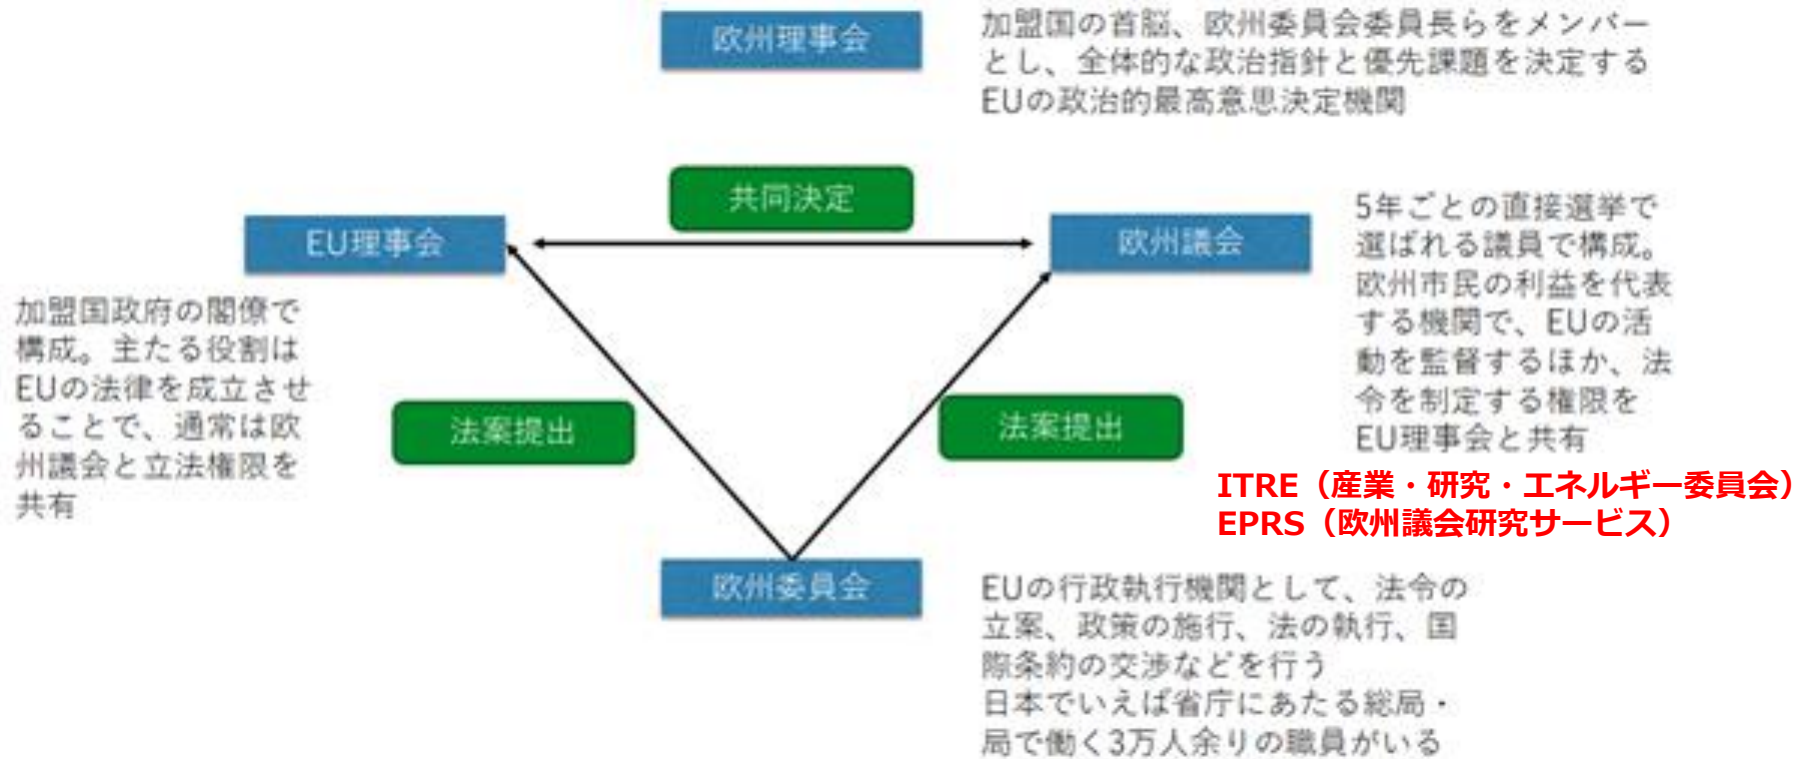 欧州理事会
加盟国の首脳、欧州委員会委員長らをメンバー
とし、全体的な政治指針と優先課題を決定する
EUの政治的最高意思決定機関
共同決定
EU理事会
欧州議会
5年ごとの直接選挙で
選ばれる議員で構成。
欧州市民の利益を代表
する機関で、EUの活
動を監督するほか、法
令を制定する権限を
EU理事会と共有
加盟国政府の閣僚で
構成。主たる役割は
EUの法律を成立させ
ることで、通常は欧
州議会と立法権限を
共有
法案提出
法案提出
ITRE（産業・研究・エネルギー委員会）
EPRS（欧州議会研究サービス）
欧州委員会
EUの行政執行機関として、法令の
立案、政策の施行、法の執行、国
際条約の交渉などを行う
日本でいえば省庁にあたる総局・
局で働く3万人余りの職員がいる